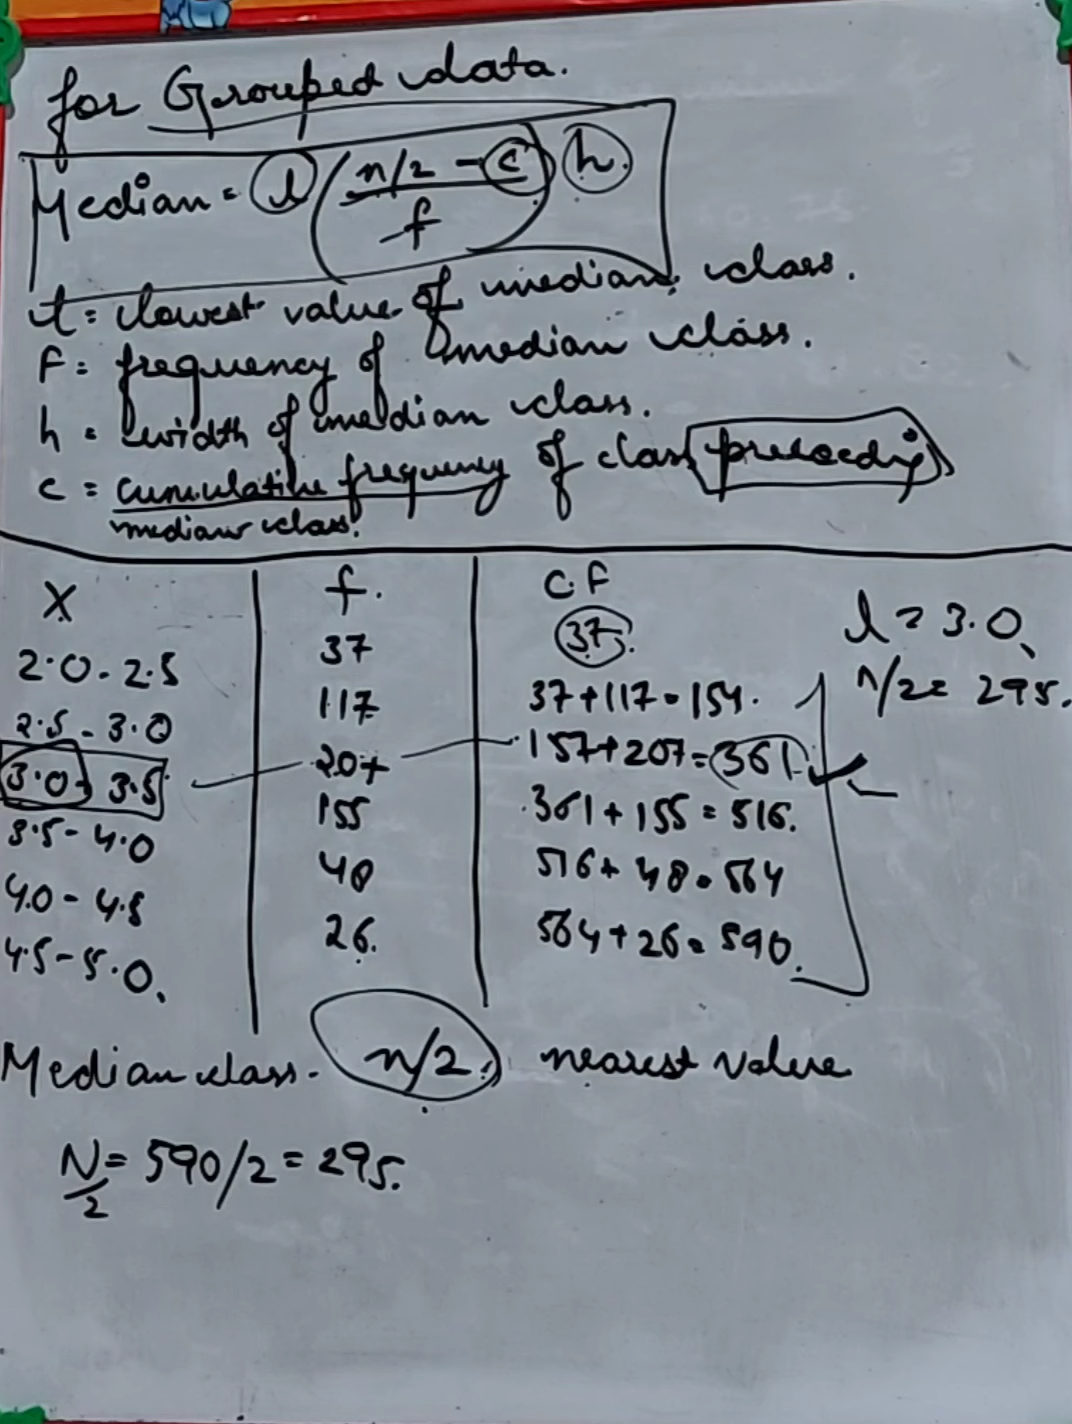 for Grouped data.
Median = l (n/2 - c / f) h.
l = lowest value of median class.
F = frequency of median class.
h = width of median class.
c = cumulative frequency of class preceeding
median class.
X f. C.F
2.0 - 2.5 37 37.
2.5 - 3.0 117 37+117=154.
3.0 - 3.5 207 157+207=361
3.5 - 4.0 155 361+155=516.
4.0 - 4.5 48 516+48=564
4.5 - 5.0 26. 564+26=590.
l = 3.0
n/2 = 295.
Median class - n/2. nearest value
N/2 = 590/2 = 295.